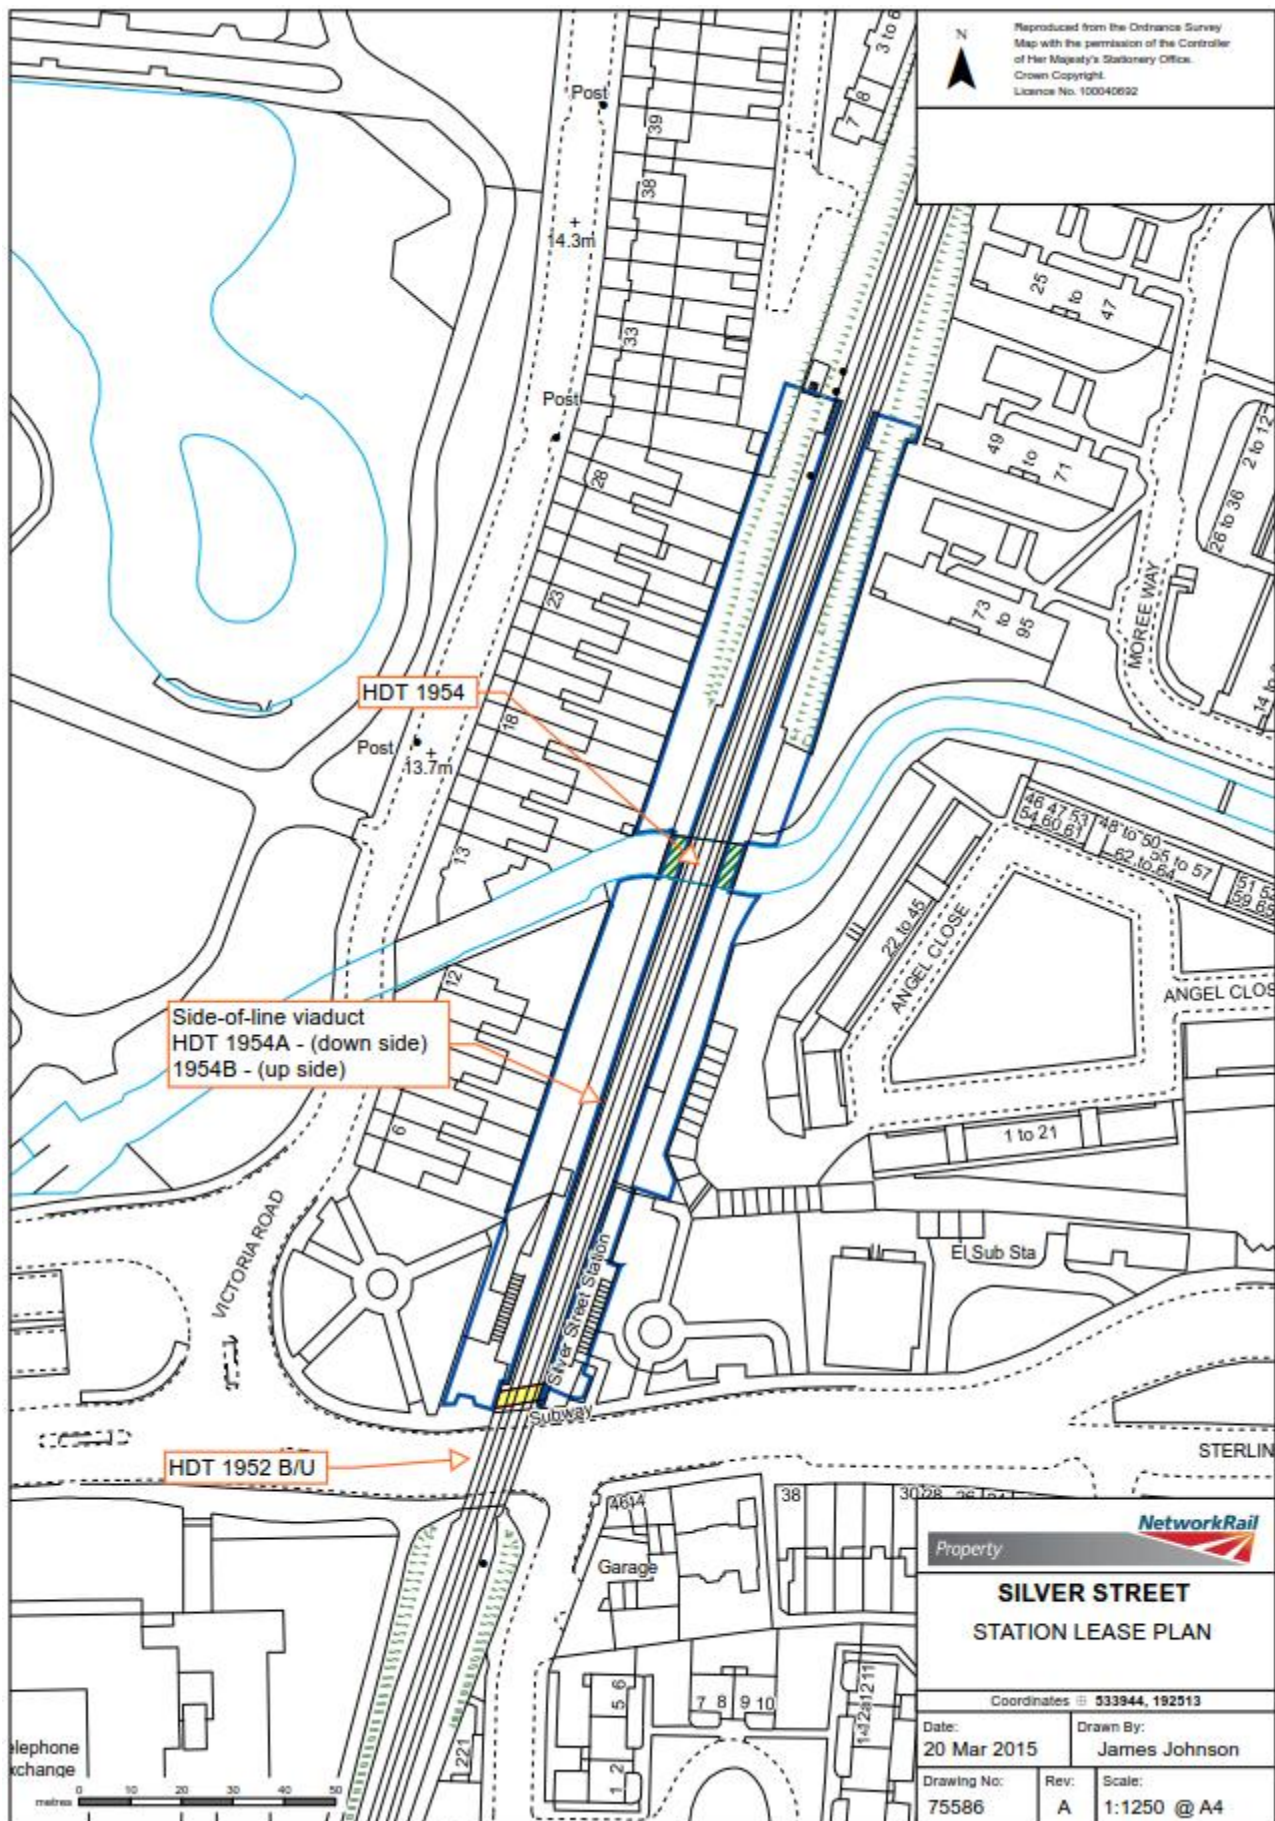 N
Reproduced from the Ordnance Survey
Map with the permission of the Controller
of Her Majesty's Stationery Office.
Crown Copyright.
Licence No. 100040692
3 to 6
Post
39
7 8
38
14.3m
25
to
47
33
Post
49
to
71
2 to 12
26 to 36
28
23
73
to
95
MOREE WAY
HDT 1954
18
Post
13.7m
46 47 53
54 60 61
48 to 50
55 to 57
62 to 64
13
22 to 45
ANGEL CLOSE
12
ANGEL CLOS
Side-of-line viaduct
HDT 1954A - (down side)
1954B - (up side)
6
1 to 21
VICTORIA ROAD
El Sub Sta
Silver Street Station
Subway
STERLIN
HDT 1952 B/U
38
Garage
NetworkRail
Property
SILVER STREET
STATION LEASE PLAN
5 6
7 8 9 10
Coordinates 533944, 192513
Date:
20 Mar 2015
Drawn By:
James Johnson
221
1 2
elephone
xchange
Drawing No:
75586
Rev:
A
Scale:
1:1250 @ A4
0 10 20 30 40 50
metres